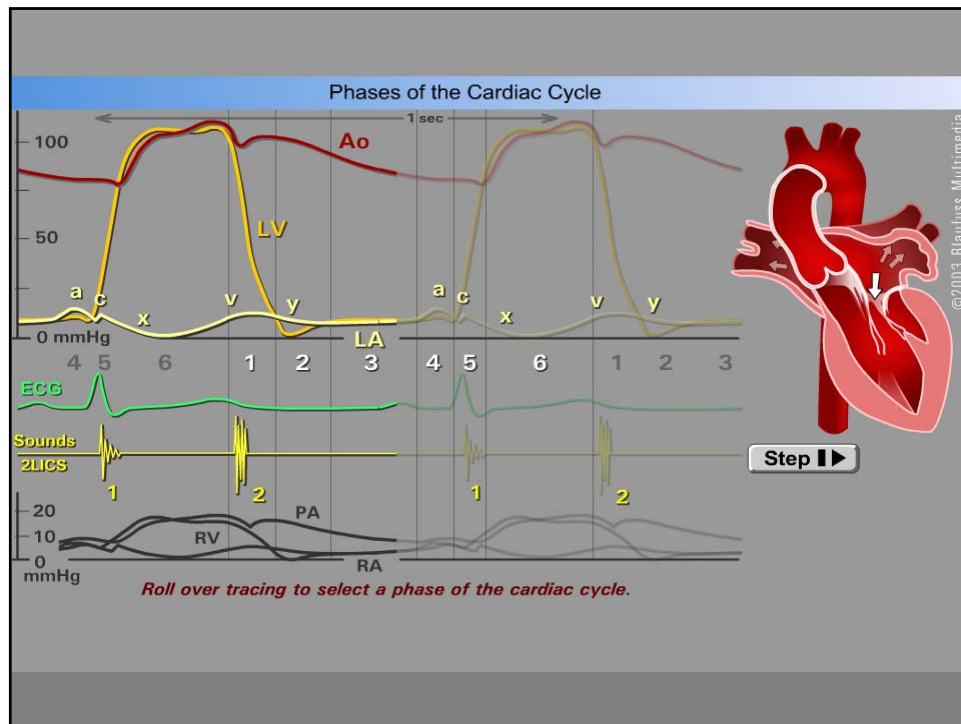 Phases of the Cardiac Cycle
1 sec
100
Ao
50
LV
a c x v y a c x v y
0 mmHg
LA
4 5 6 1 2 3 4 5 6 1 2 3
ECG
Sounds
2LICS
1 2 1 2
20
10
0
mmHg
PA
RV
RA
Roll over tracing to select a phase of the cardiac cycle.
Step
©2003 Blaufuss Multimedia